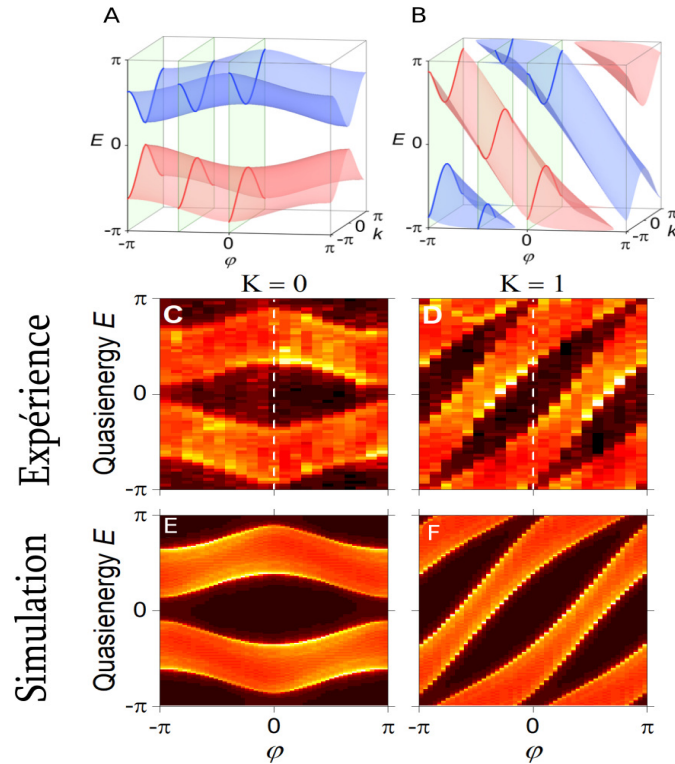 A
B
π
E 0
-π
-π 0 π
φ
-π 0 π
k
π
E 0
-π
-π 0 π
φ
-π 0 π
k
K = 0
K = 1
Expérience
Quasienergy E
π
0
-π
C
D
Simulation
Quasienergy E
π
0
-π
E
F
-π 0 π
φ
-π 0 π
φ